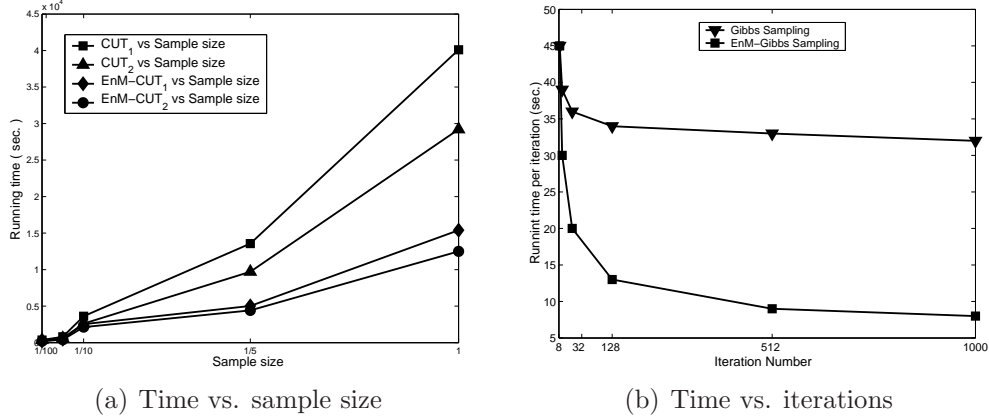 x 10⁴
4.5
4
3.5
3
2.5
2
1.5
1
0.5
0
Running time ( sec.)
CUT₁ vs Sample size
CUT₂ vs Sample size
EnM−CUT₁ vs Sample size
EnM−CUT₂ vs Sample size
1/100 1/10 1/5 1
Sample size
(a) Time vs. sample size
50
45
40
35
30
25
20
15
10
5
Runnint time per iteration (sec.)
Gibbs Sampling
EnM−Gibbs Sampling
8 32 128 512 1000
Iteration Number
(b) Time vs. iterations